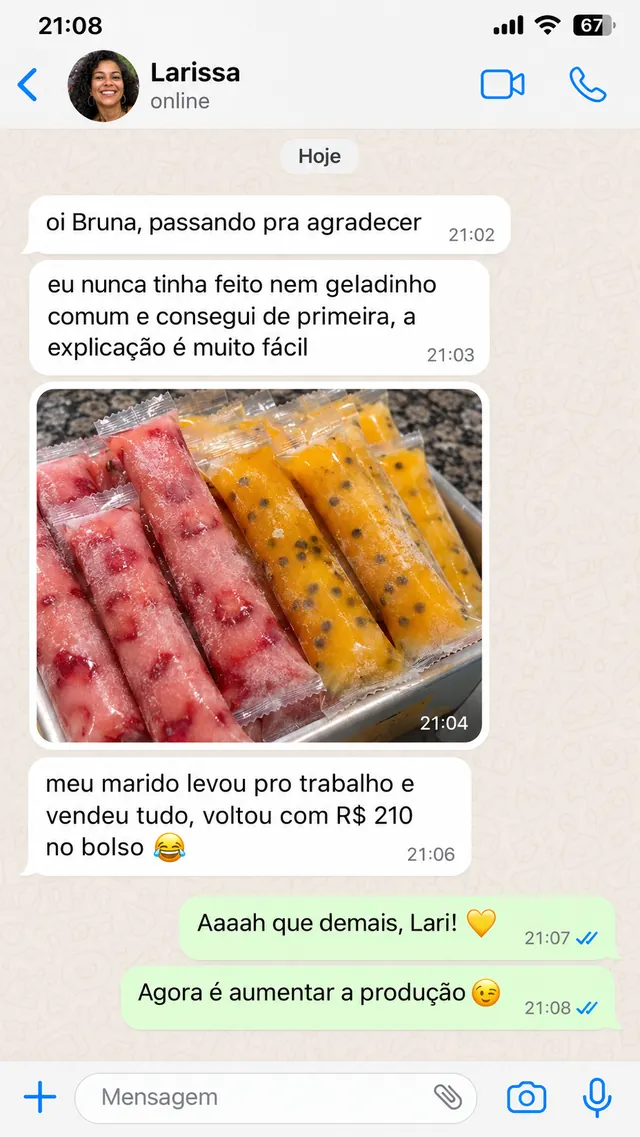 21:08
67
Larissa
online
Hoje
oi Bruna, passando pra agradecer
21:02
eu nunca tinha feito nem geladinho
comum e consegui de primeira, a
explicação é muito fácil
21:03
21:04
meu marido levou pro trabalho e
vendeu tudo, voltou com R$ 210
no bolso 😂
21:06
Aaaah que demais, Lari! 💛
21:07
Agora é aumentar a produção 😉
21:08
Mensagem